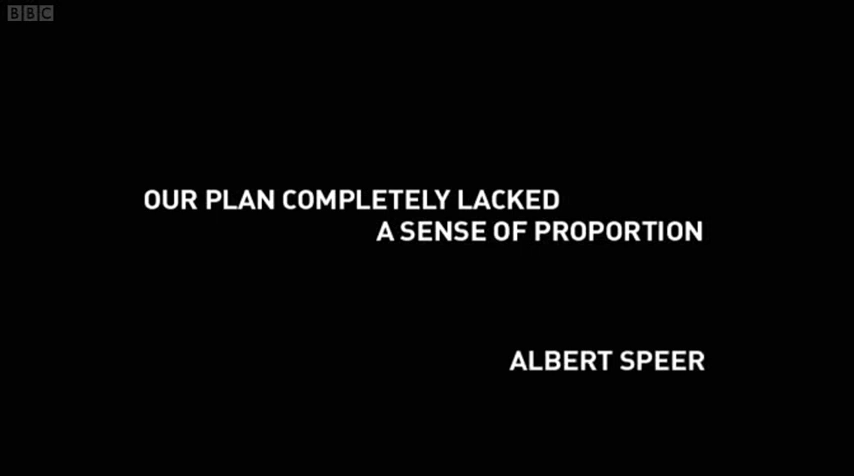 BBC
OUR PLAN COMPLETELY LACKED
A SENSE OF PROPORTION
ALBERT SPEER